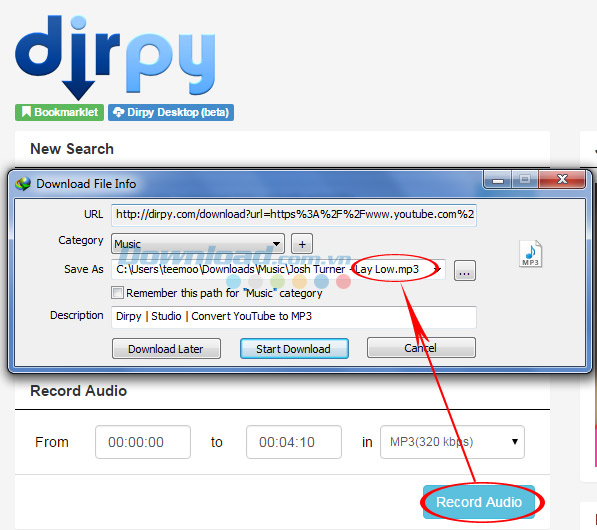 dirpy
Bookmarklet
Dirpy Desktop (beta)
New Search
Download File Info
URL http://dirpy.com/download?url=https%3A%2F%2Fwww.youtube.com%2
Category Music +
Download.com.vn
Save As C:\Users\teemoo\Downloads\Music\Josh Turner - Lay Low.mp3 ...
MP3
Remember this path for "Music" category
Description Dirpy | Studio | Convert YouTube to MP3
Download Later Start Download Cancel
Record Audio
From 00:00:00 to 00:04:10 in MP3(320 kbps)
Record Audio